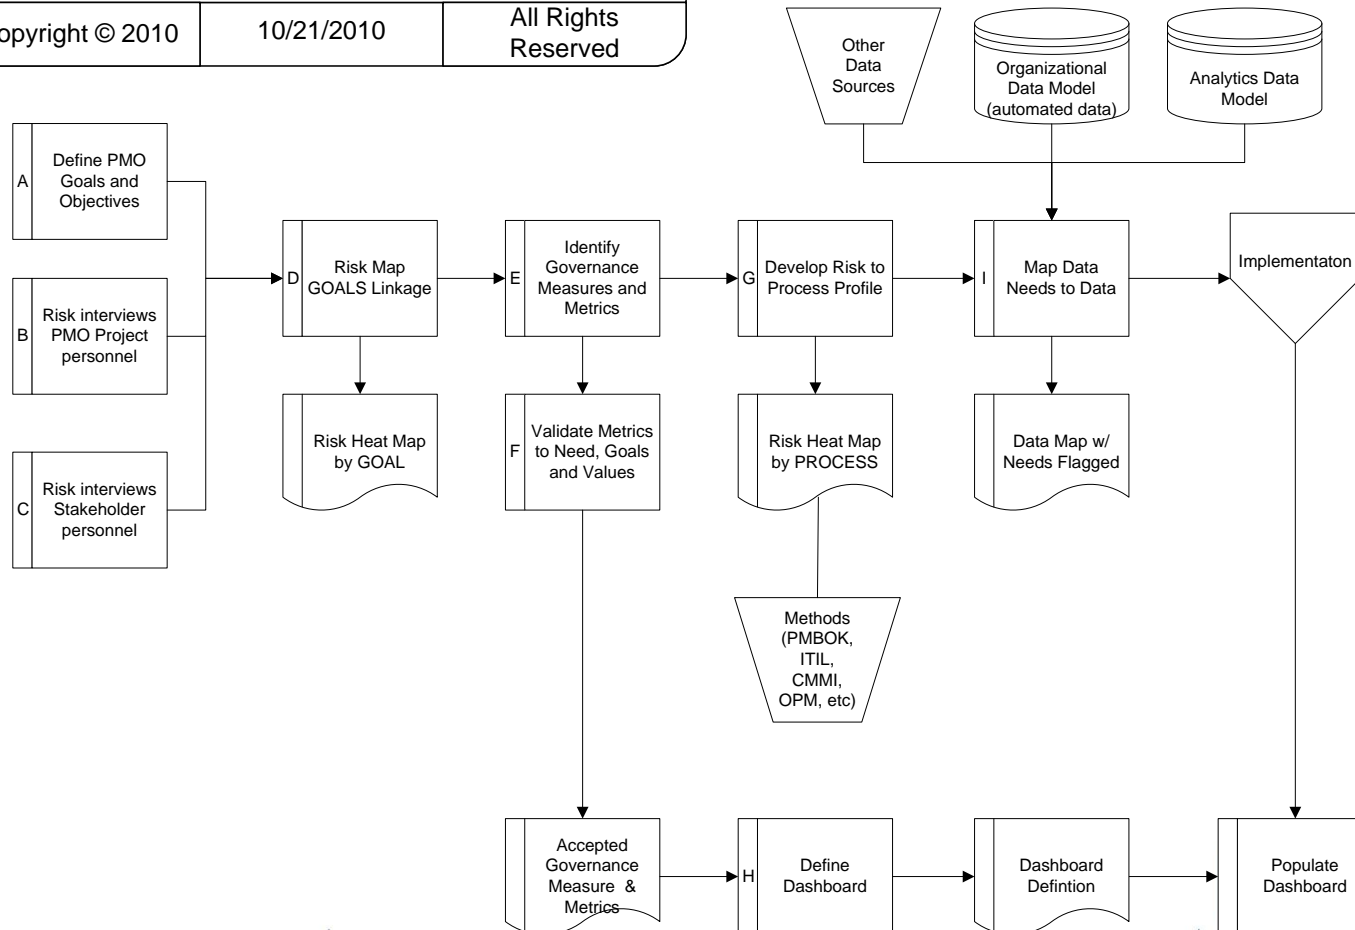 opyright © 2010
10/21/2010
All Rights
Reserved
Other
Data
Sources
Organizational
Data Model
(automated data)
Analytics Data
Model
A
Define PMO
Goals and
Objectives
D
Risk Map
GOALS Linkage
E
Identify
Governance
Measures and
Metrics
G
Develop Risk to
Process Profile
I
Map Data
Needs to Data
Implementaton
B
Risk interviews
PMO Project
personnel
Risk Heat Map
by GOAL
F
Validate Metrics
to Need, Goals
and Values
Risk Heat Map
by PROCESS
Data Map w/
Needs Flagged
C
Risk interviews
Stakeholder
personnel
Methods
(PMBOK,
ITIL,
CMMI,
OPM, etc)
Accepted
Governance
Measure &
Metrics
H
Define
Dashboard
Dashboard
Defintion
Populate
Dashboard